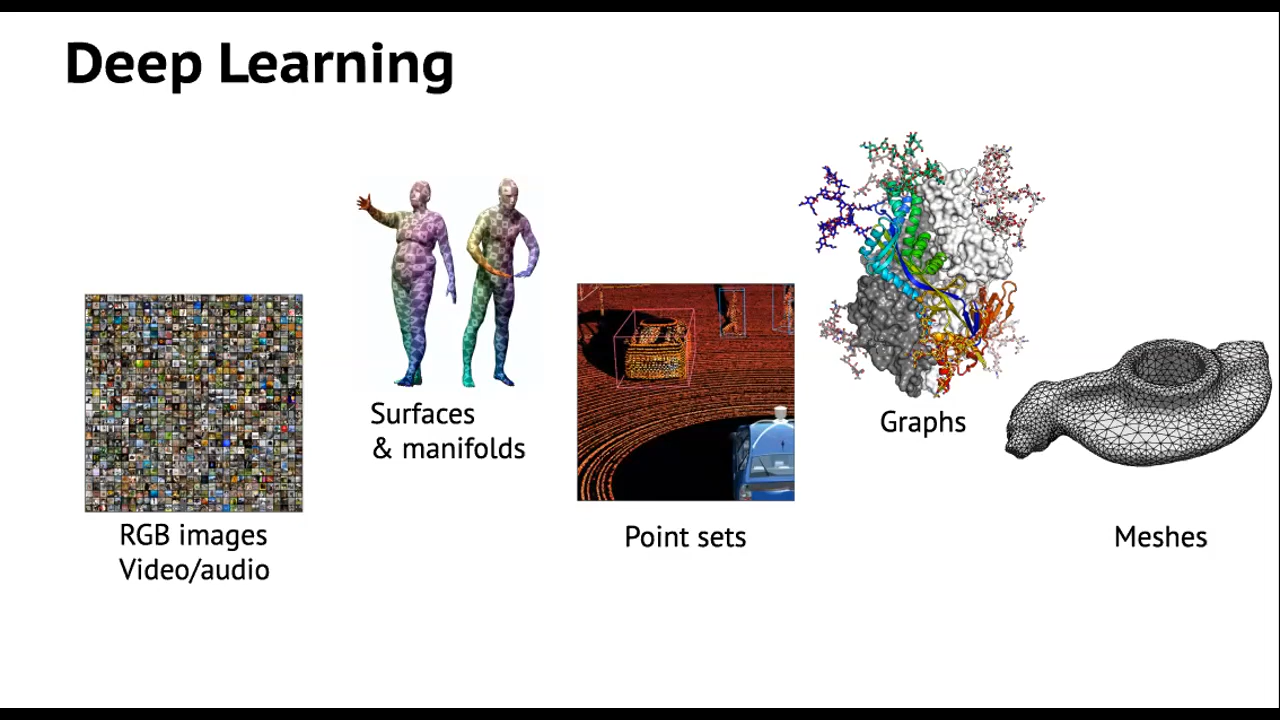 Deep Learning
RGB images
Video/audio
Surfaces
& manifolds
Point sets
Graphs
Meshes